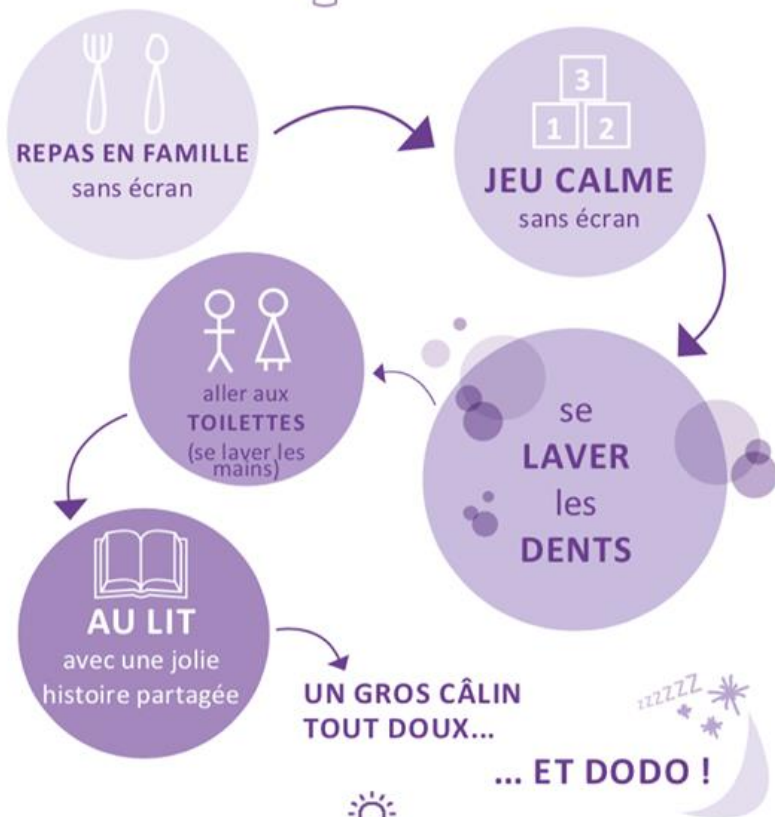 REPAS EN FAMILLE
sans écran
3
1 2
JEU CALME
sans écran
se
LAVER
les
DENTS
aller aux
TOILETTES
(se laver les
mains)
AU LIT
avec une jolie
histoire partagée
UN GROS CÂLIN
TOUT DOUX...
zzzzzz
... ET DODO !